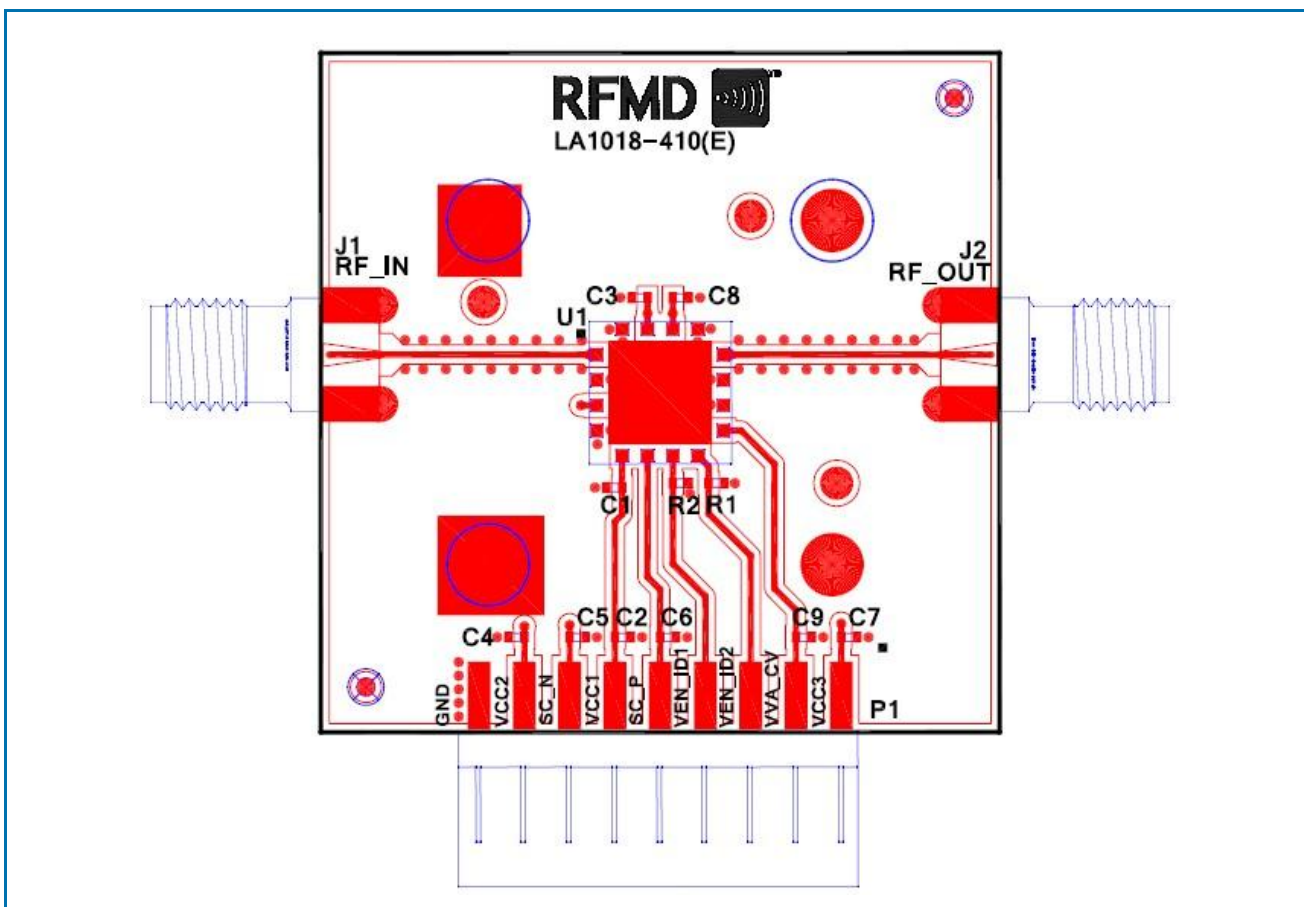 RFMD
LA1018-410(E)
J1
RF_IN
J2
RF_OUT
C3
C8
U1
C1
R2
R1
C4
C5
C2
C6
C9
C7
GND
VCC2
SC_N
VCC1
SC_P
VEN_ID1
VEN_ID2
VVA_CV
VCC3
P1